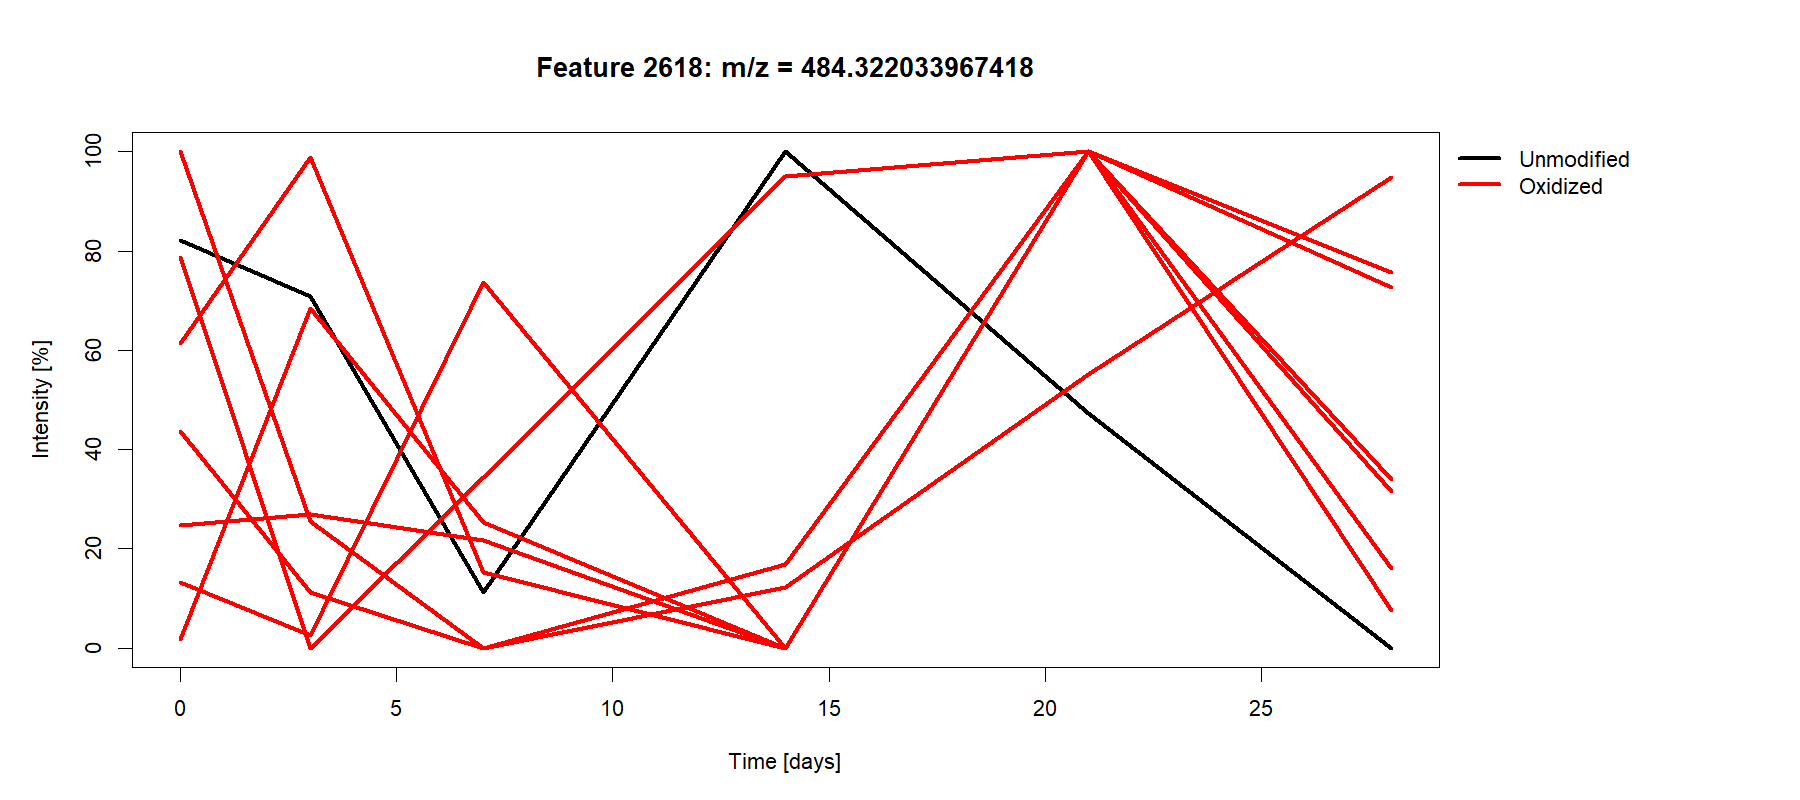 Feature 2618: m/z = 484.322033967418
Unmodified
Oxidized
Intensity [%]
100
80
60
40
20
0
0 5 10 15 20 25
Time [days]